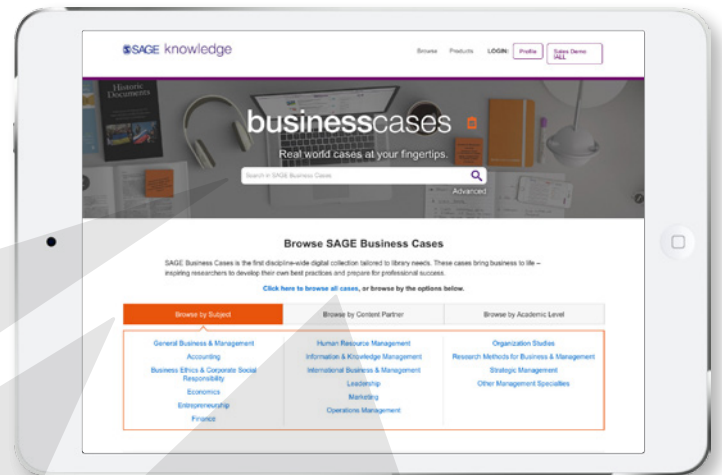 SAGE knowledge
Browse Products LOGIN: Profile Sales Demo
(ALL
Historic
Documents
businesscases
Real world cases at your fingertips.
Search in SAGE Business Cases
Advanced
Browse SAGE Business Cases
SAGE Business Cases is the first discipline-wide digital collection tailored to library needs. These cases bring business to life –
inspiring researchers to develop their own best practices and prepare for professional success.
Click here to browse all cases, or browse by the options below.
Browse by Subject Browse by Content Partner Browse by Academic Level
General Business & Management
Accounting
Business Ethics & Corporate Social
Responsibility
Economics
Entrepreneurship
Finance
Human Resource Management
Information & Knowledge Management
International Business & Management
Leadership
Marketing
Operations Management
Organization Studies
Research Methods for Business & Management
Strategic Management
Other Management Specialties